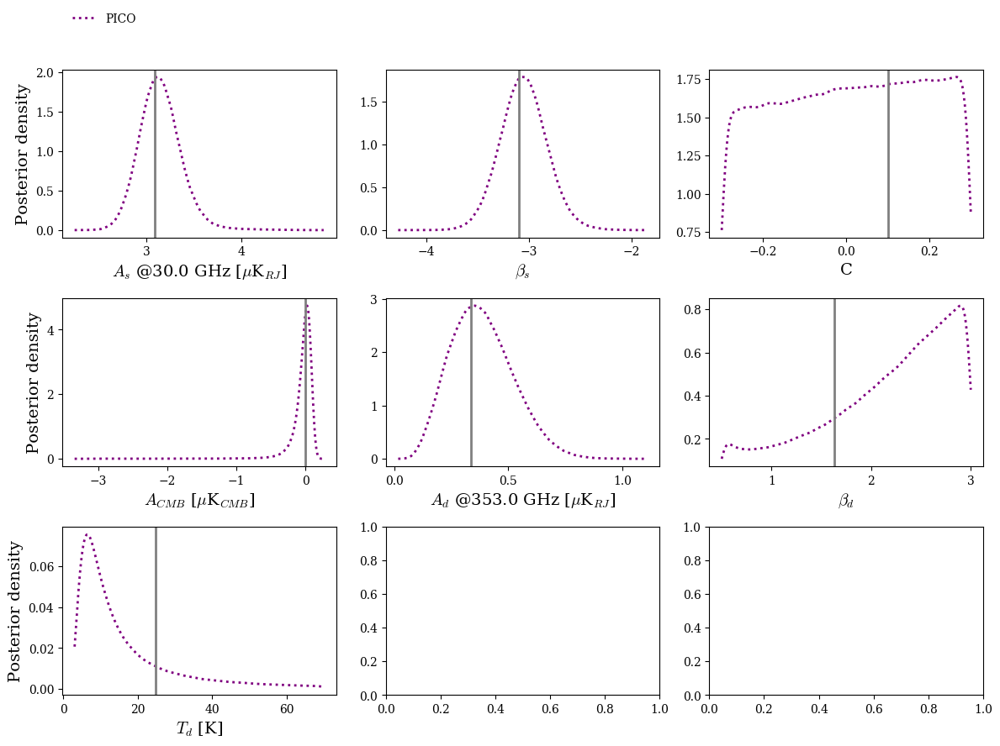 PICO
2.0
1.5
1.0
0.5
0.0
Posterior density
3 4
A_s @30.0 GHz [μK_RJ]
1.5
1.0
0.5
0.0
−4 −3 −2
β_s
1.75
1.50
1.25
1.00
0.75
−0.2 0.0 0.2
C
4
2
0
Posterior density
−3 −2 −1 0
A_CMB [μK_CMB]
3
2
1
0
0.0 0.5 1.0
A_d @353.0 GHz [μK_RJ]
0.8
0.6
0.4
0.2
1 2 3
β_d
0.06
0.04
0.02
0.00
Posterior density
0 20 40 60
T_d [K]
1.0
0.8
0.6
0.4
0.2
0.0
0.0 0.2 0.4 0.6 0.8 1.0
1.0
0.8
0.6
0.4
0.2
0.0
0.0 0.2 0.4 0.6 0.8 1.0